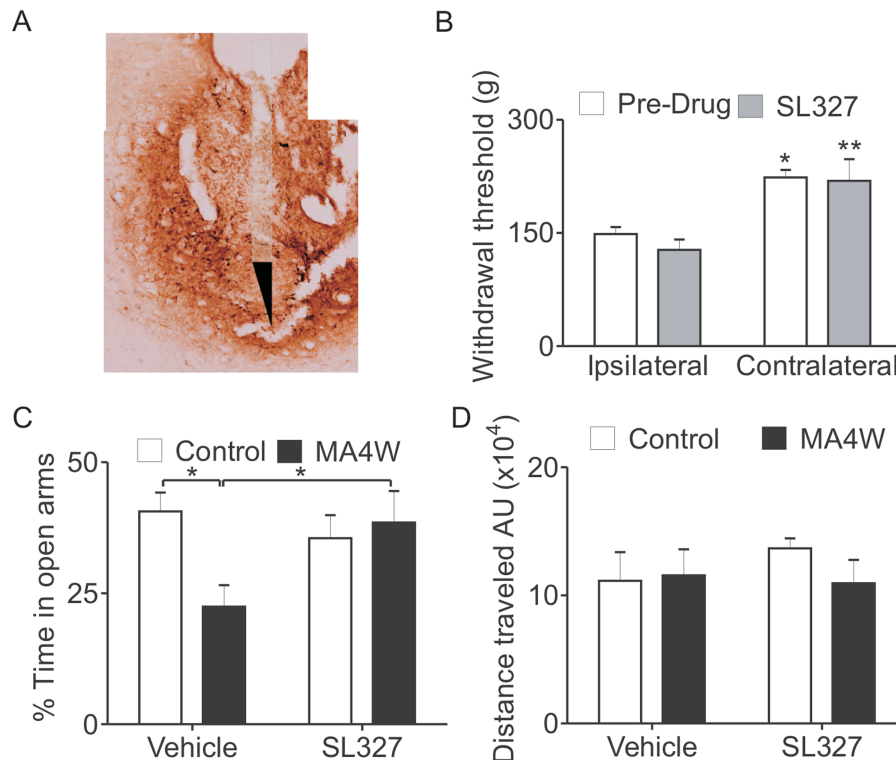 A
B
Withdrawal threshold (g)
Pre-Drug SL327
300
150
0
* **
Ipsilateral Contralateral
C
% Time in open arms
Control MA4W
50
25
0
* *
Vehicle SL327
D
Distance traveled AU (x10⁴)
Control MA4W
20
10
0
Vehicle SL327